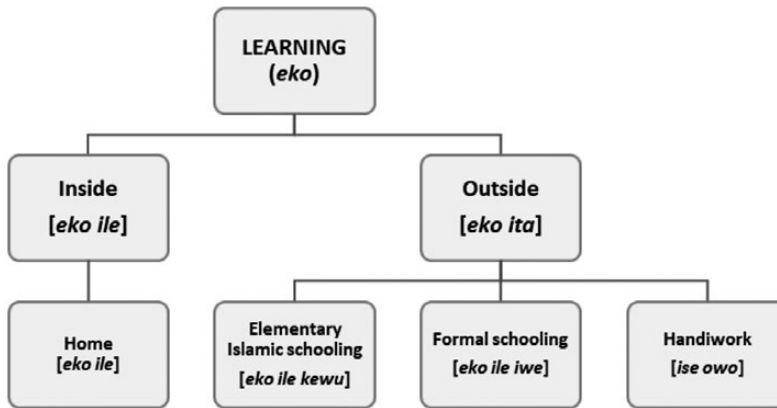 LEARNING
(eko)
Inside
[eko ile]
Outside
[eko ita]
Home
[eko ile]
Elementary
Islamic schooling
[eko ile kewu]
Formal schooling
[eko ile iwe]
Handiwork
[ise owo]